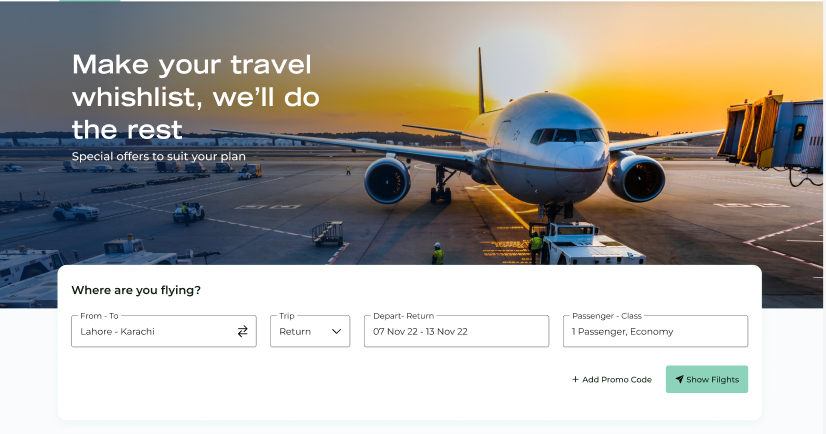 Make your travel
whishlist, we'll do
the rest
Special offers to suit your plan
Where are you flying?
From - To
Trip
Depart- Return
Passenger - Class
Lahore - Karachi
Return
07 Nov 22 - 13 Nov 22
1 Passenger, Economy
+ Add Promo Code
Show Filghts